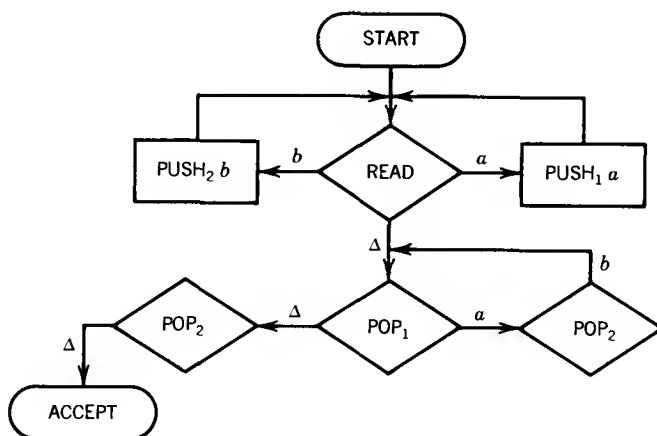 START
PUSH₂ b
b
READ
a
PUSH₁ a
Δ
b
POP₂
Δ
POP₁
a
POP₂
Δ
ACCEPT